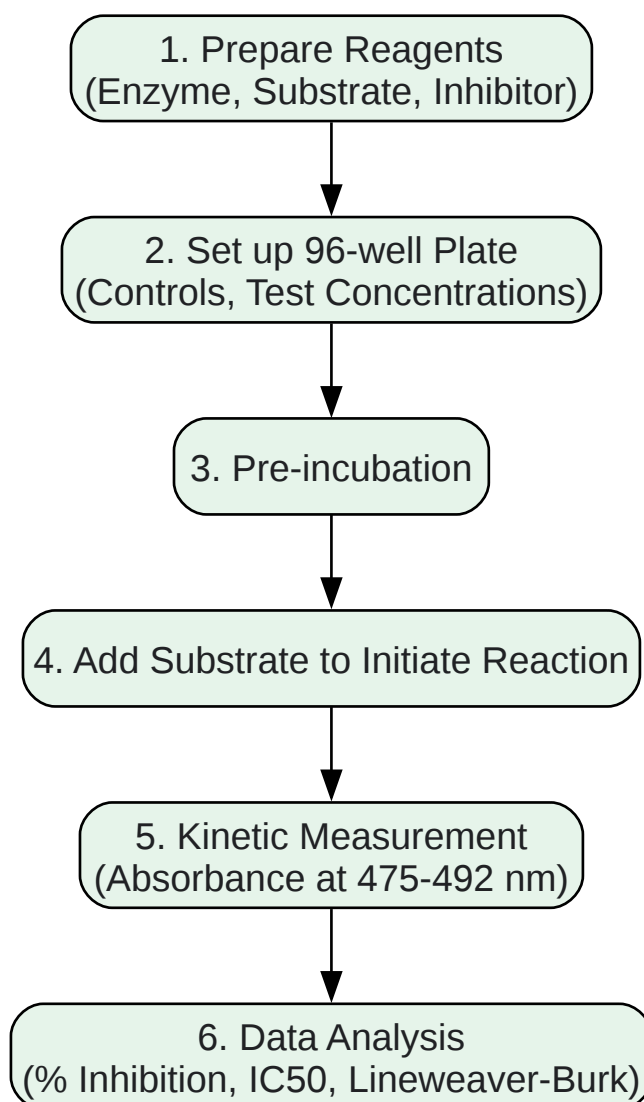 1. Prepare Reagents
(Enzyme, Substrate, Inhibitor)
2. Set up 96-well Plate
(Controls, Test Concentrations)
3. Pre-incubation
4. Add Substrate to Initiate Reaction
5. Kinetic Measurement
(Absorbance at 475-492 nm)
6. Data Analysis
(% Inhibition, IC50, Lineweaver-Burk)